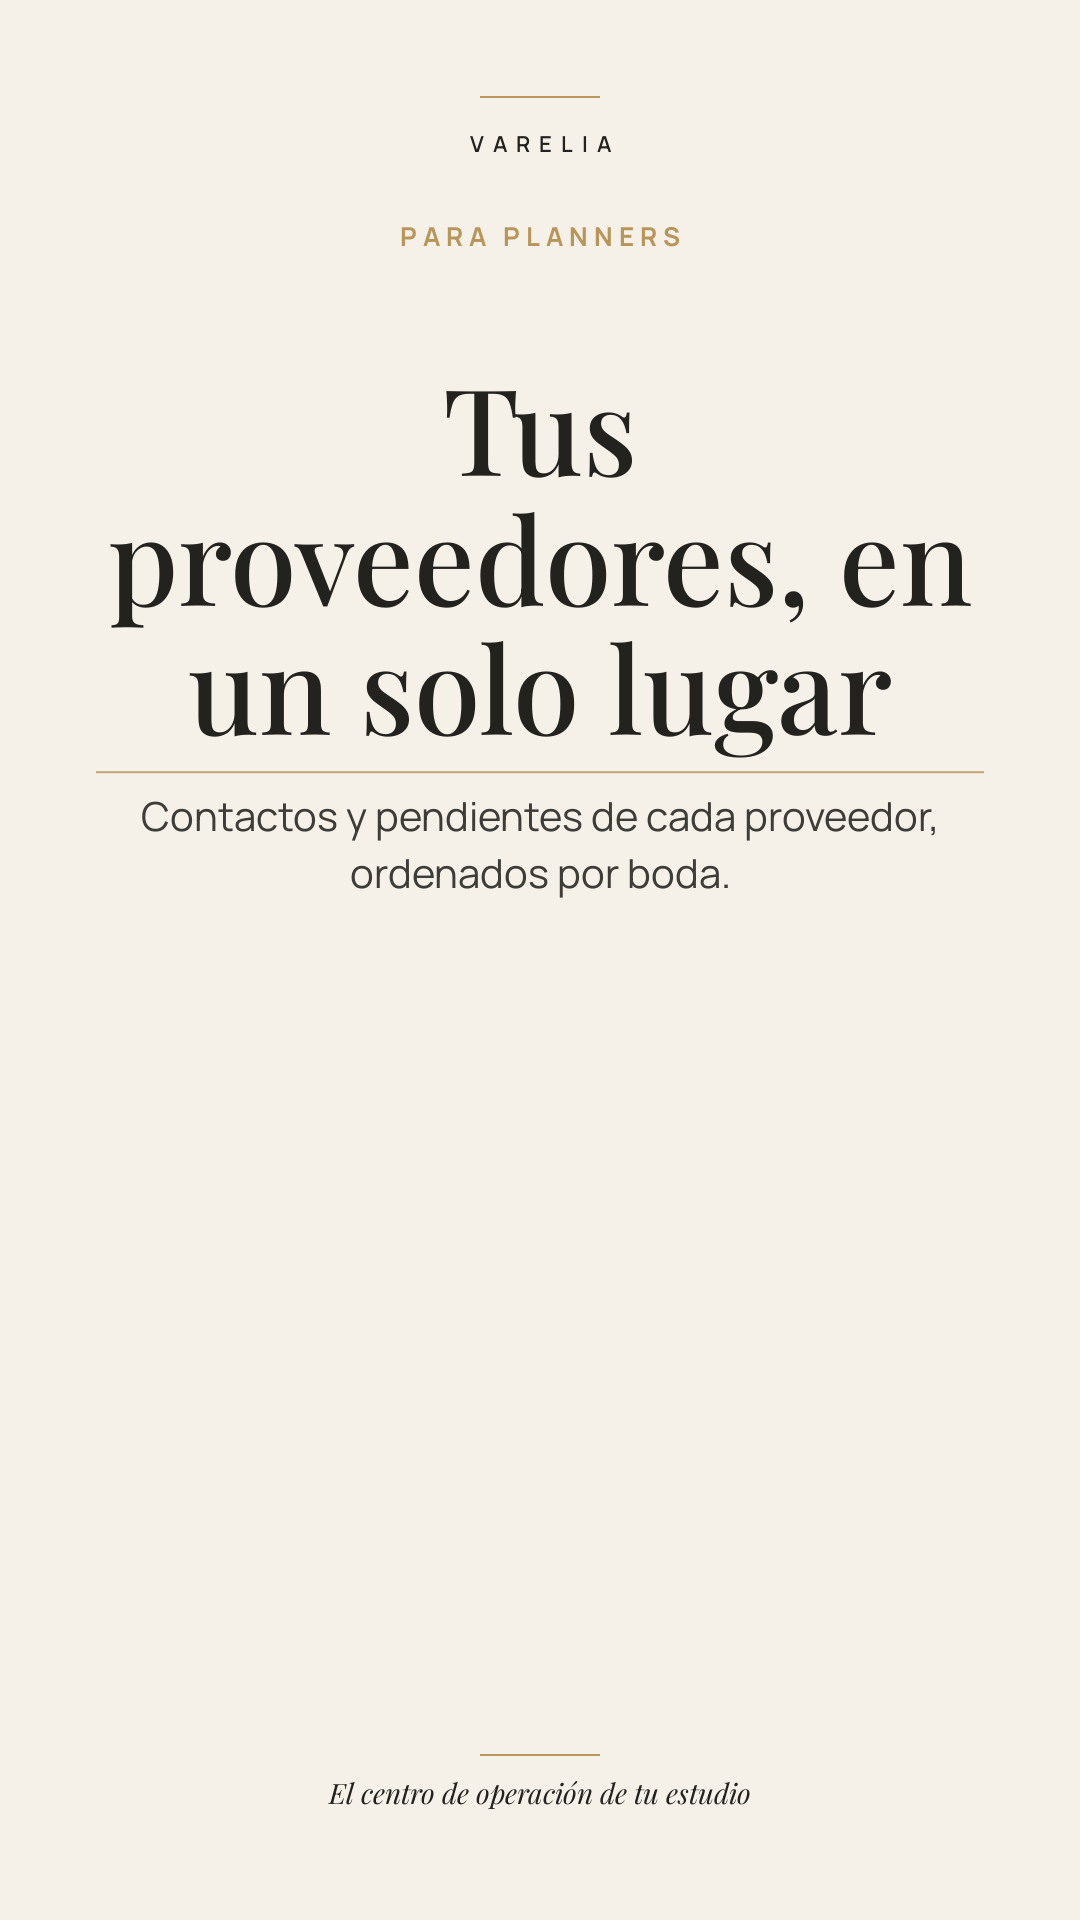 VARELIA
PARA PLANNERS
Tus
proveedores, en
un solo lugar
Contactos y pendientes de cada proveedor,
ordenados por boda.
El centro de operación de tu estudio